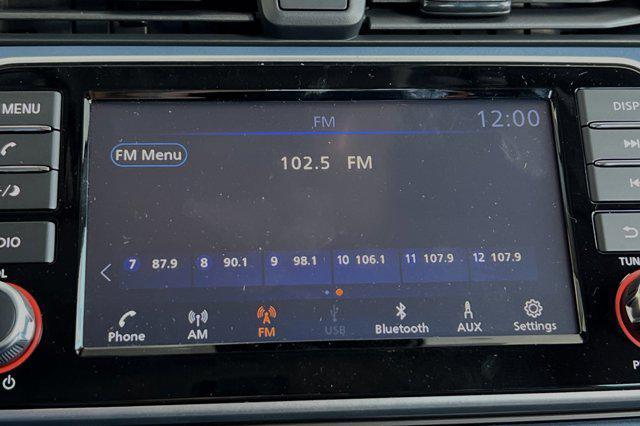 MENU
DISP
FM
12:00
FM Menu
102.5 FM
7 87.9 8 90.1 9 98.1 10 106.1 11 107.9 12 107.9
Phone AM FM USB Bluetooth AUX Settings